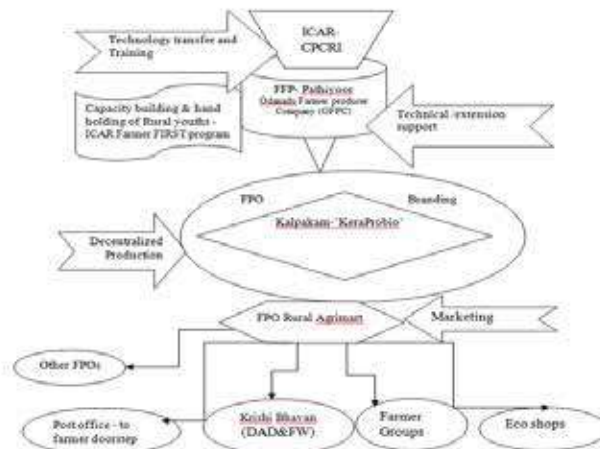 ICAR-
CPCRI
Technology transfer and
Training
FFP- Pathiyoor
Odanadu Farmer producer
Company (OFPC)
Capacity building & hand
holding of Rural youths -
ICAR Farmer FIRST program
Technical /extension
support
FPO
Branding
Kalpakam-`KeraProbio`
Decentralized
Production
FPO Rural Agrimart
Marketing
Other FPOs
Post office - to
farmer doorstep
Krishi Bhavan
(DAD&FW)
Farmer
Groups
Eco shops